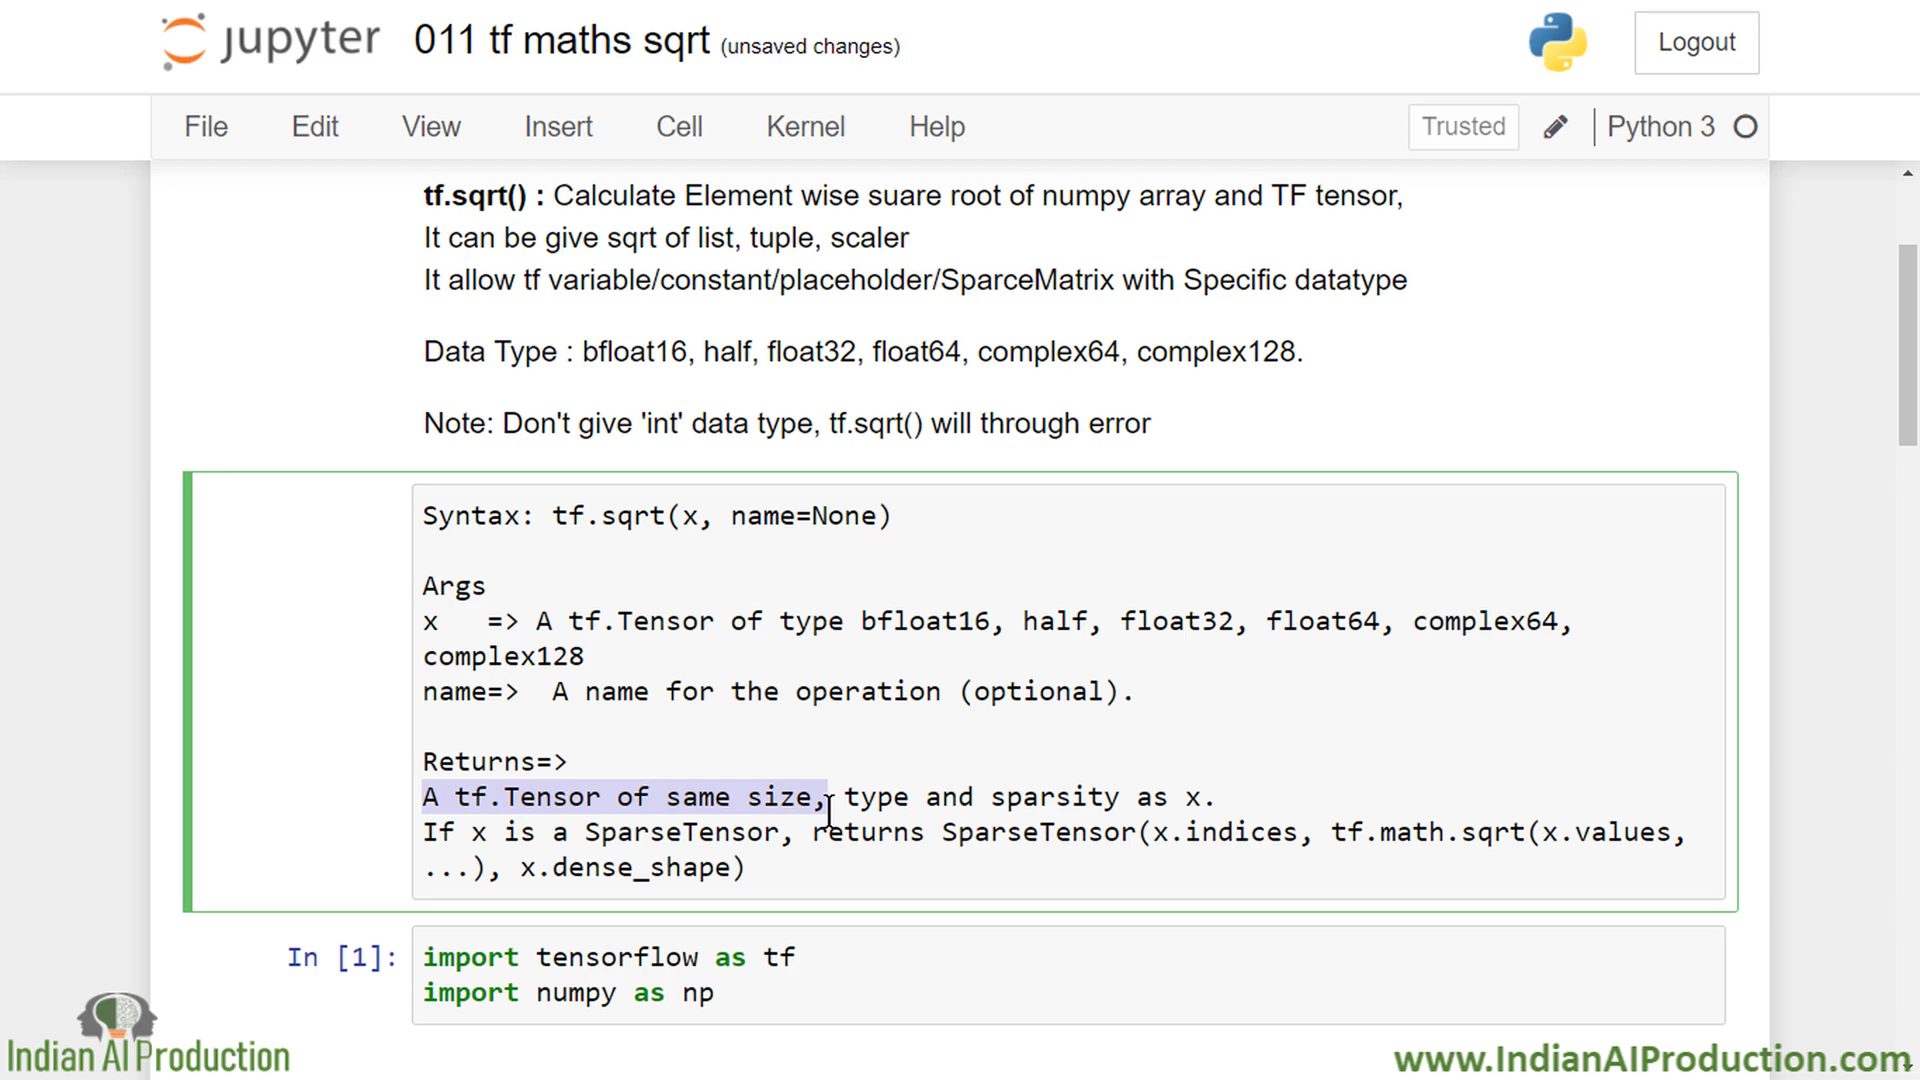 jupyter 011 tf maths sqrt (unsaved changes) Logout
File Edit View Insert Cell Kernel Help Trusted Python 3
tf.sqrt() : Calculate Element wise suare root of numpy array and TF tensor,
It can be give sqrt of list, tuple, scaler
It allow tf variable/constant/placeholder/SparceMatrix with Specific datatype
Data Type : bfloat16, half, float32, float64, complex64, complex128.
Note: Don't give 'int' data type, tf.sqrt() will through error
Syntax: tf.sqrt(x, name=None)
Args
x   => A tf.Tensor of type bfloat16, half, float32, float64, complex64,
complex128
name=>  A name for the operation (optional).
Returns=>
A tf.Tensor of same size, type and sparsity as x.
If x is a SparseTensor, returns SparseTensor(x.indices, tf.math.sqrt(x.values,
...), x.dense_shape)
In [1]: import tensorflow as tf
import numpy as np
Indian AI Production
www.IndianAIProduction.com